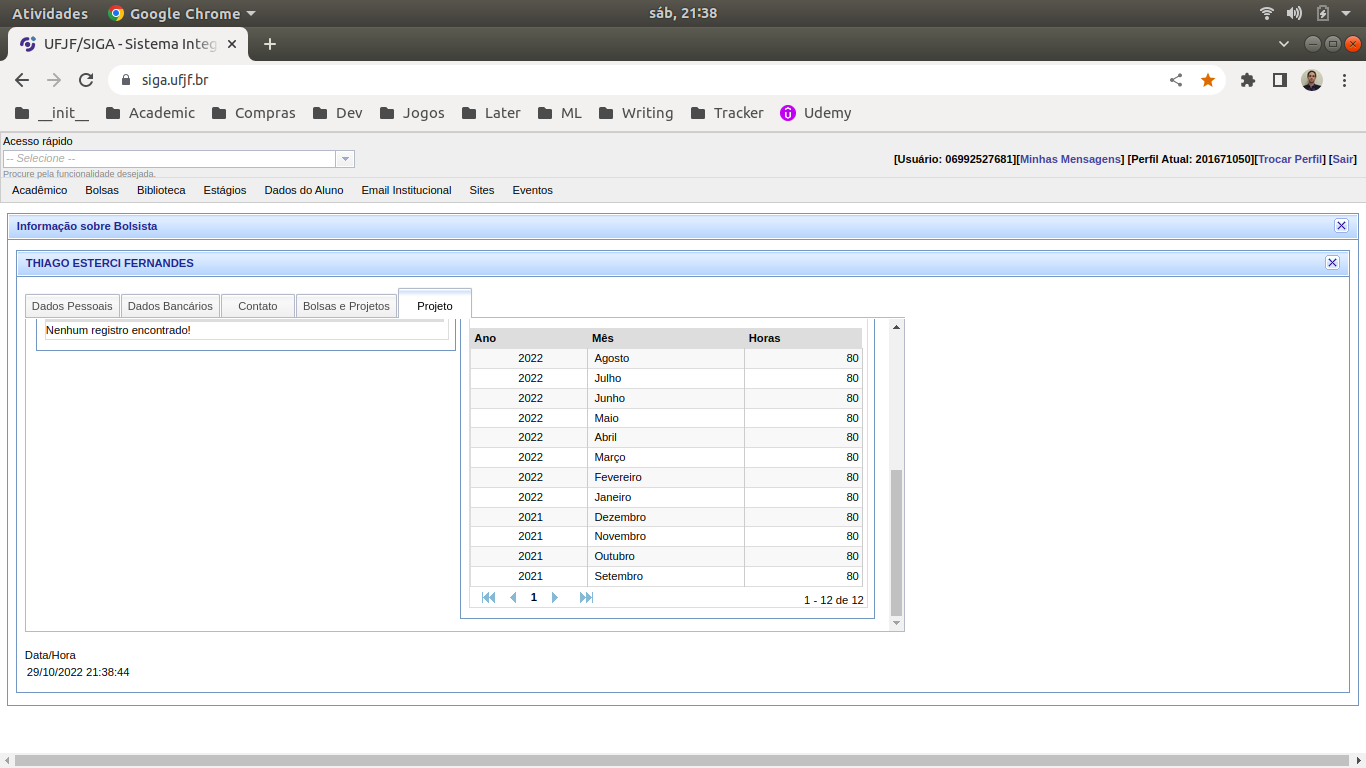 Atividades Google Chrome sáb, 21:38
UFJF/SIGA - Sistema Integ
siga.ufjf.br
__init__ Academic Compras Dev Jogos Later ML Writing Tracker Udemy
Acesso rápido
-- Selecione --
[Usuário: 06992527681][Minhas Mensagens] [Perfil Atual: 201671050][Trocar Perfil] [Sair]
Procure pela funcionalidade desejada.
Acadêmico Bolsas Biblioteca Estágios Dados do Aluno Email Institucional Sites Eventos
Informação sobre Bolsista
THIAGO ESTERCI FERNANDES
Dados Pessoais Dados Bancários Contato Bolsas e Projetos Projeto
Nenhum registro encontrado!
Ano Mês Horas
2022 Agosto 80
2022 Julho 80
2022 Junho 80
2022 Maio 80
2022 Abril 80
2022 Março 80
2022 Fevereiro 80
2022 Janeiro 80
2021 Dezembro 80
2021 Novembro 80
2021 Outubro 80
2021 Setembro 80
1 1 - 12 de 12
Data/Hora
29/10/2022 21:38:44